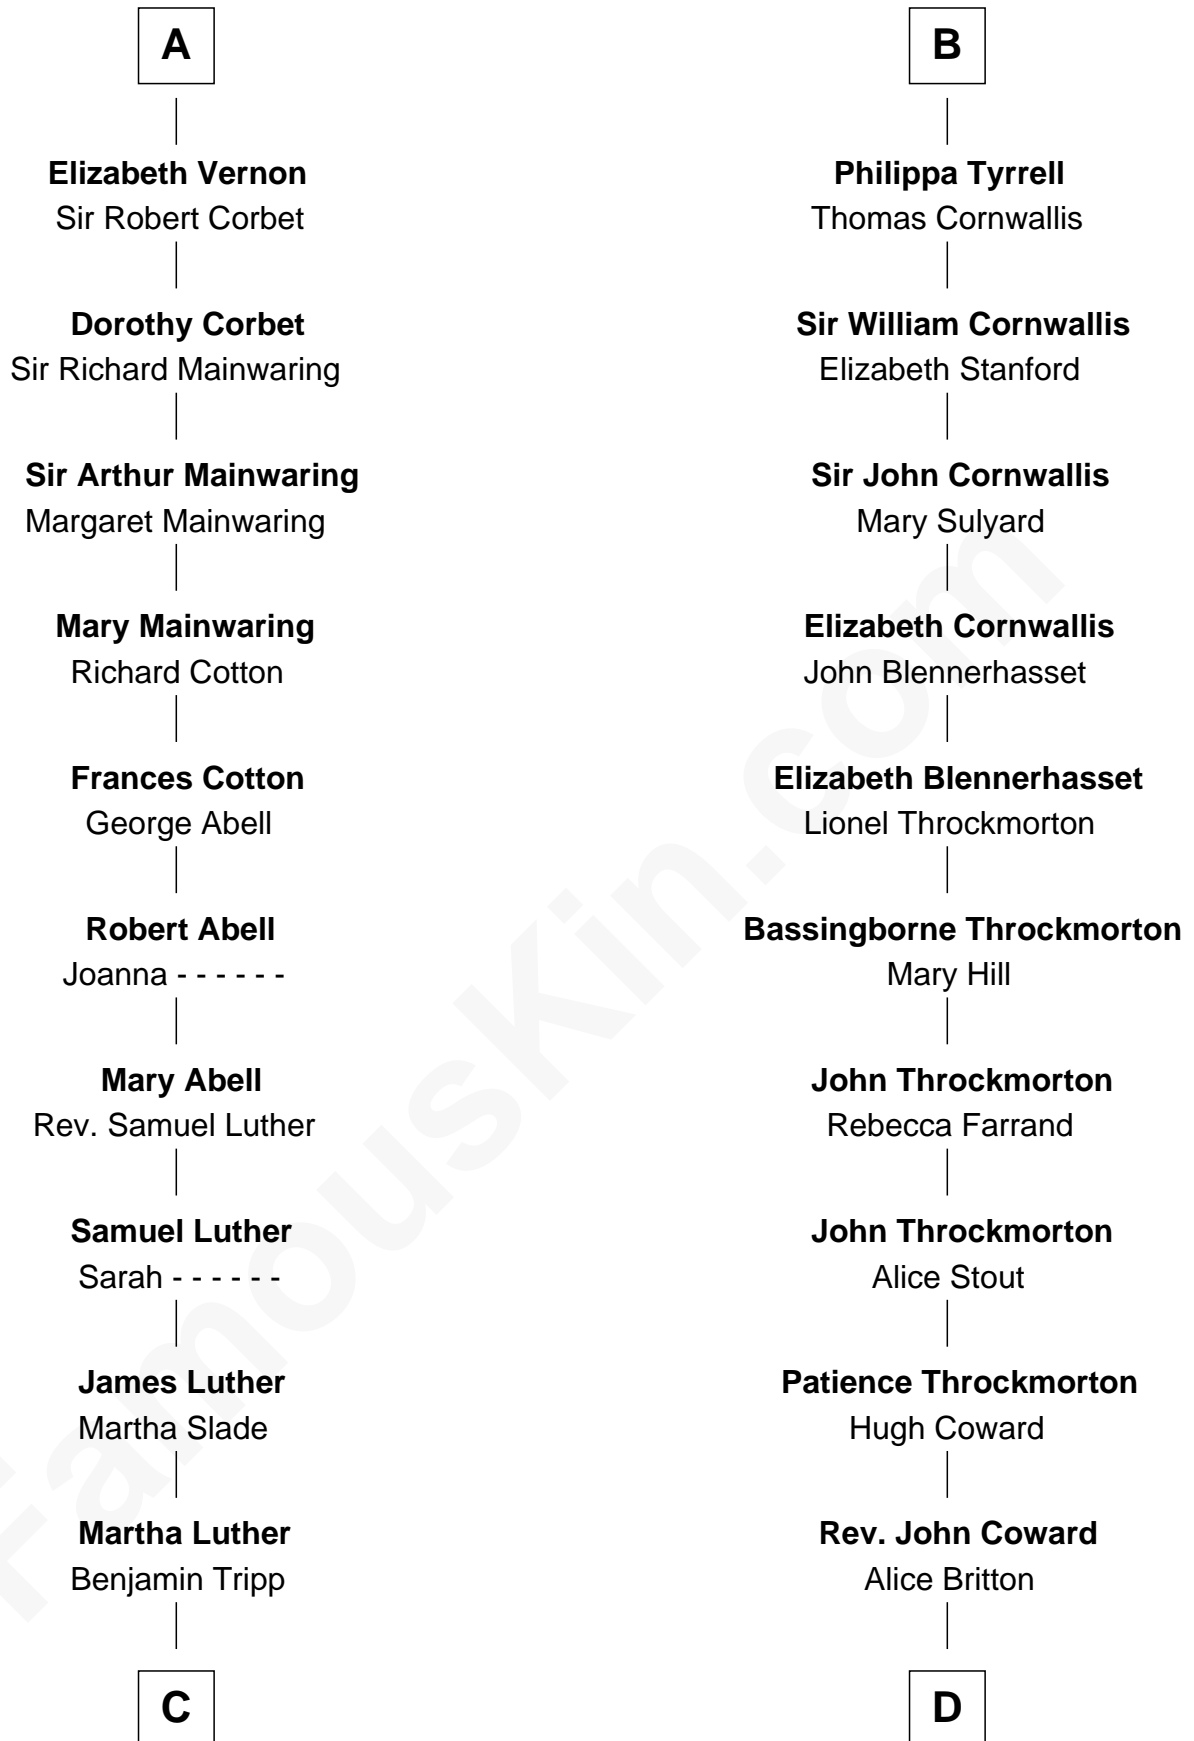 A
Elizabeth Vernon
Sir Robert Corbet
Dorothy Corbet
Sir Richard Mainwaring
Sir Arthur Mainwaring
Margaret Mainwaring
Mary Mainwaring
Richard Cotton
Frances Cotton
George Abell
Robert Abell
Joanna - - - - - -
Mary Abell
Rev. Samuel Luther
Samuel Luther
Sarah - - - - - -
James Luther
Martha Slade
Martha Luther
Benjamin Tripp
C
B
Philippa Tyrrell
Thomas Cornwallis
Sir William Cornwallis
Elizabeth Stanford
Sir John Cornwallis
Mary Sulyard
Elizabeth Cornwallis
John Blennerhasset
Elizabeth Blennerhasset
Lionel Throckmorton
Bassingborne Throckmorton
Mary Hill
John Throckmorton
Rebecca Farrand
John Throckmorton
Alice Stout
Patience Throckmorton
Hugh Coward
Rev. John Coward
Alice Britton
D
FamousKin.com